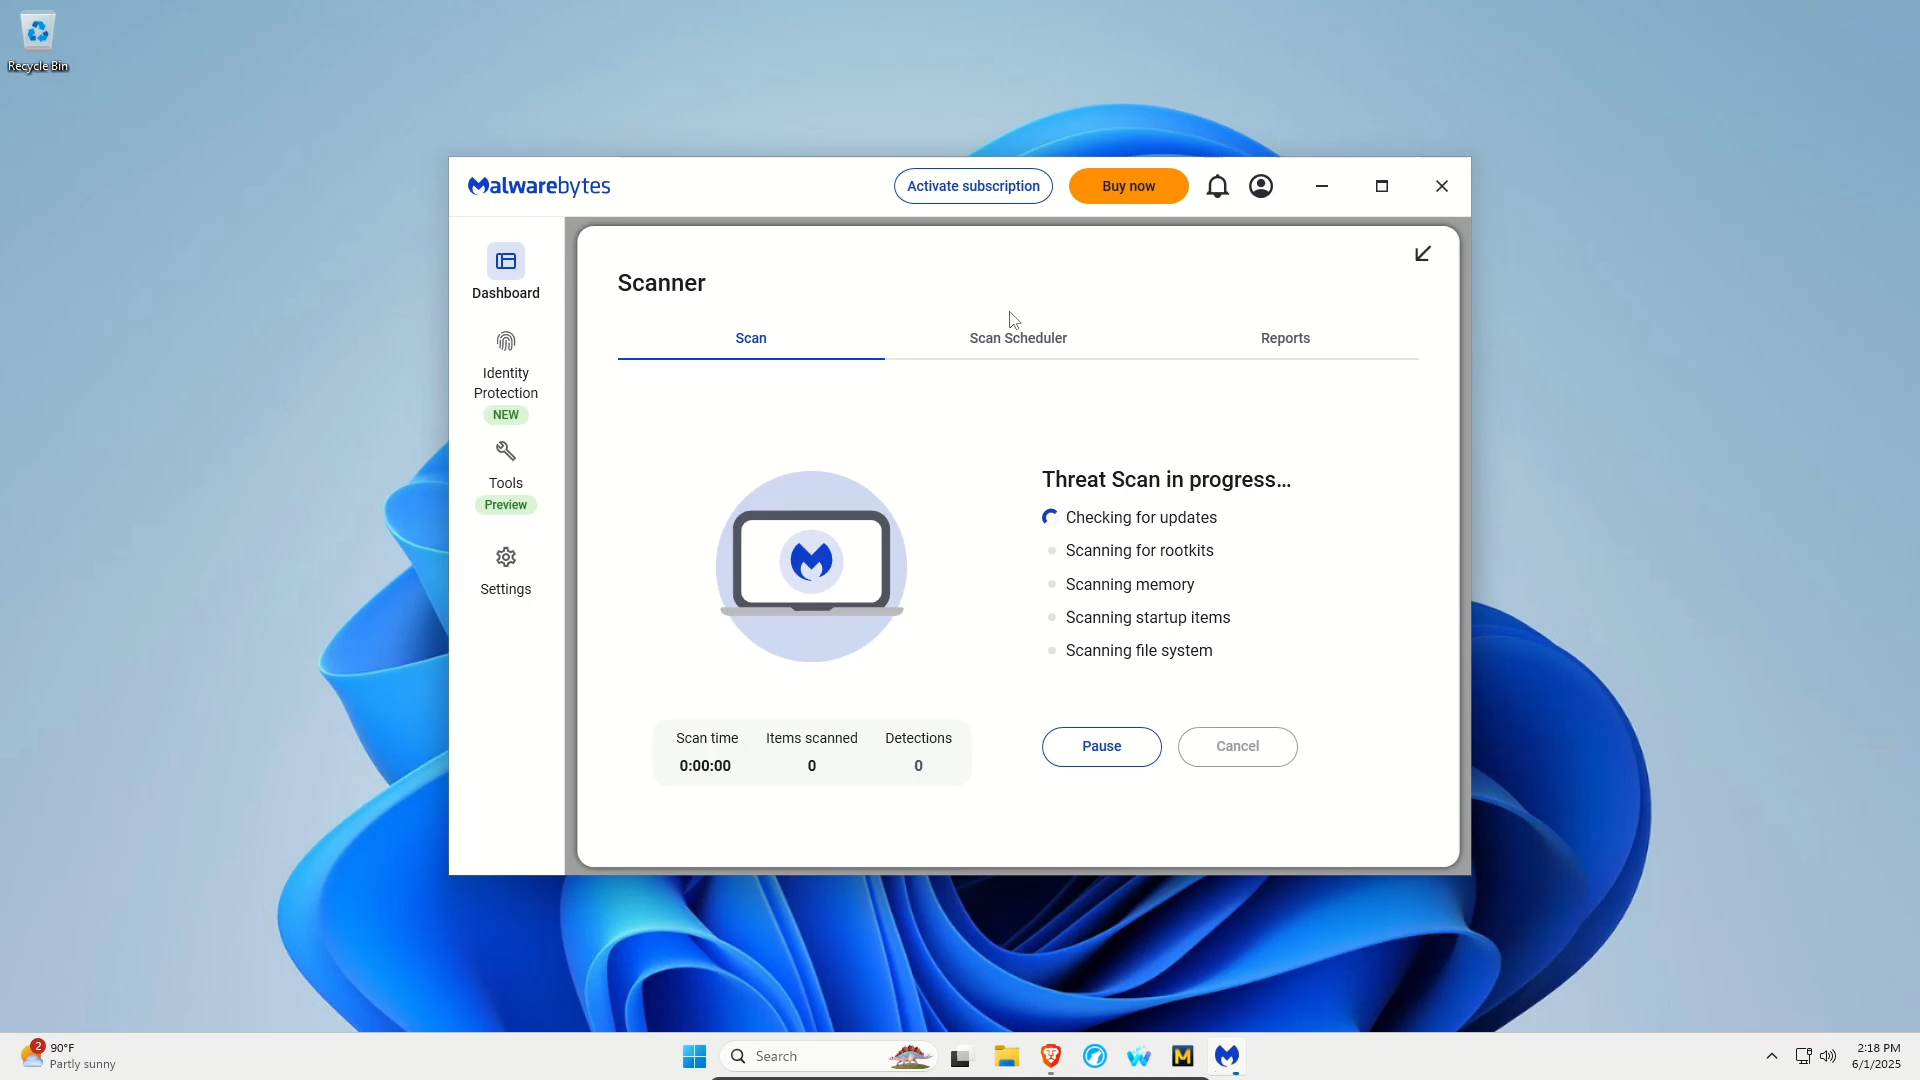 Recycle Bin
Malwarebytes
Activate subscription
Buy now
Dashboard
Identity
Protection
NEW
Tools
Preview
Settings
Scanner
Scan
Scan Scheduler
Reports
Threat Scan in progress...
Checking for updates
Scanning for rootkits
Scanning memory
Scanning startup items
Scanning file system
Scan time
Items scanned
Detections
0:00:00
0
0
Pause
Cancel
2
90°F
Partly sunny
Search
2:18 PM
6/1/2025